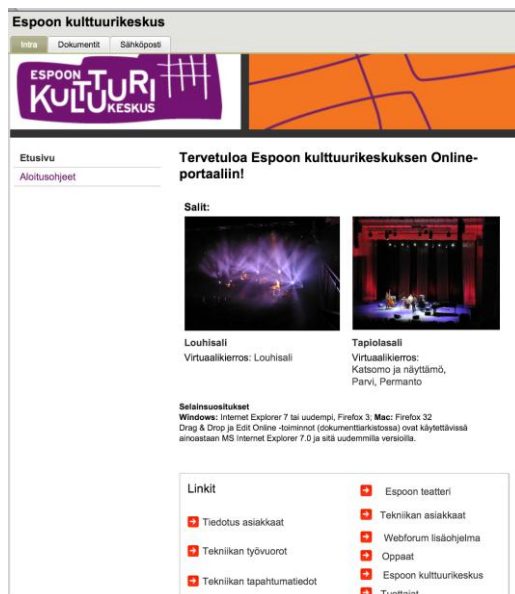 Espoon kulttuurikeskus
Intra
Dokumentit
Sähköposti
ESPOON
KULTTUURI
KESKUS
Etusivu
Aloitusohjeet
Tervetuloa Espoon kulttuurikeskuksen Online-
portaaliin!
Salit:
Louhisali
Virtuaalikierros: Louhisali
Tapiolasali
Virtuaalikierros:
Katsomo ja näyttämö,
Parvi, Permanto
Selainsuositukset
Windows: Internet Explorer 7 tai uudempi, Firefox 3; Mac: Firefox 32
Drag & Drop ja Edit Online -toiminnot (dokumenttiarkistossa) ovat käytettävissä
ainoastaan MS Internet Explorer 7.0 ja sitä uudemmilla versioilla.
Linkit
Tiedotus asiakkaat
Tekniikan työvuorot
Tekniikan tapahtumatiedot
Espoon teatteri
Tekniikan asiakkaat
Webforum lisäohjelma
Oppaat
Espoon kulttuurikeskus
Tuottajat